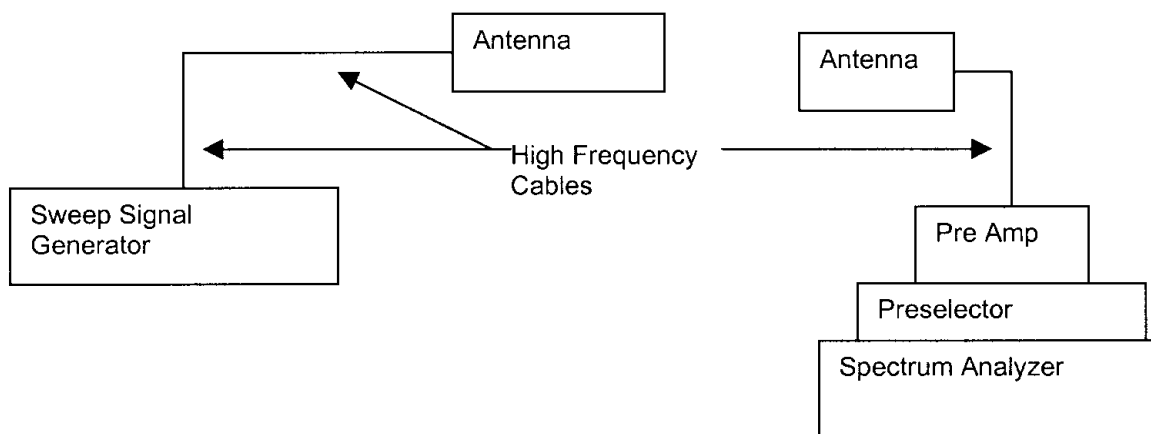 Antenna
Antenna
High Frequency
Cables
Sweep Signal
Generator
Pre Amp
Preselector
Spectrum Analyzer